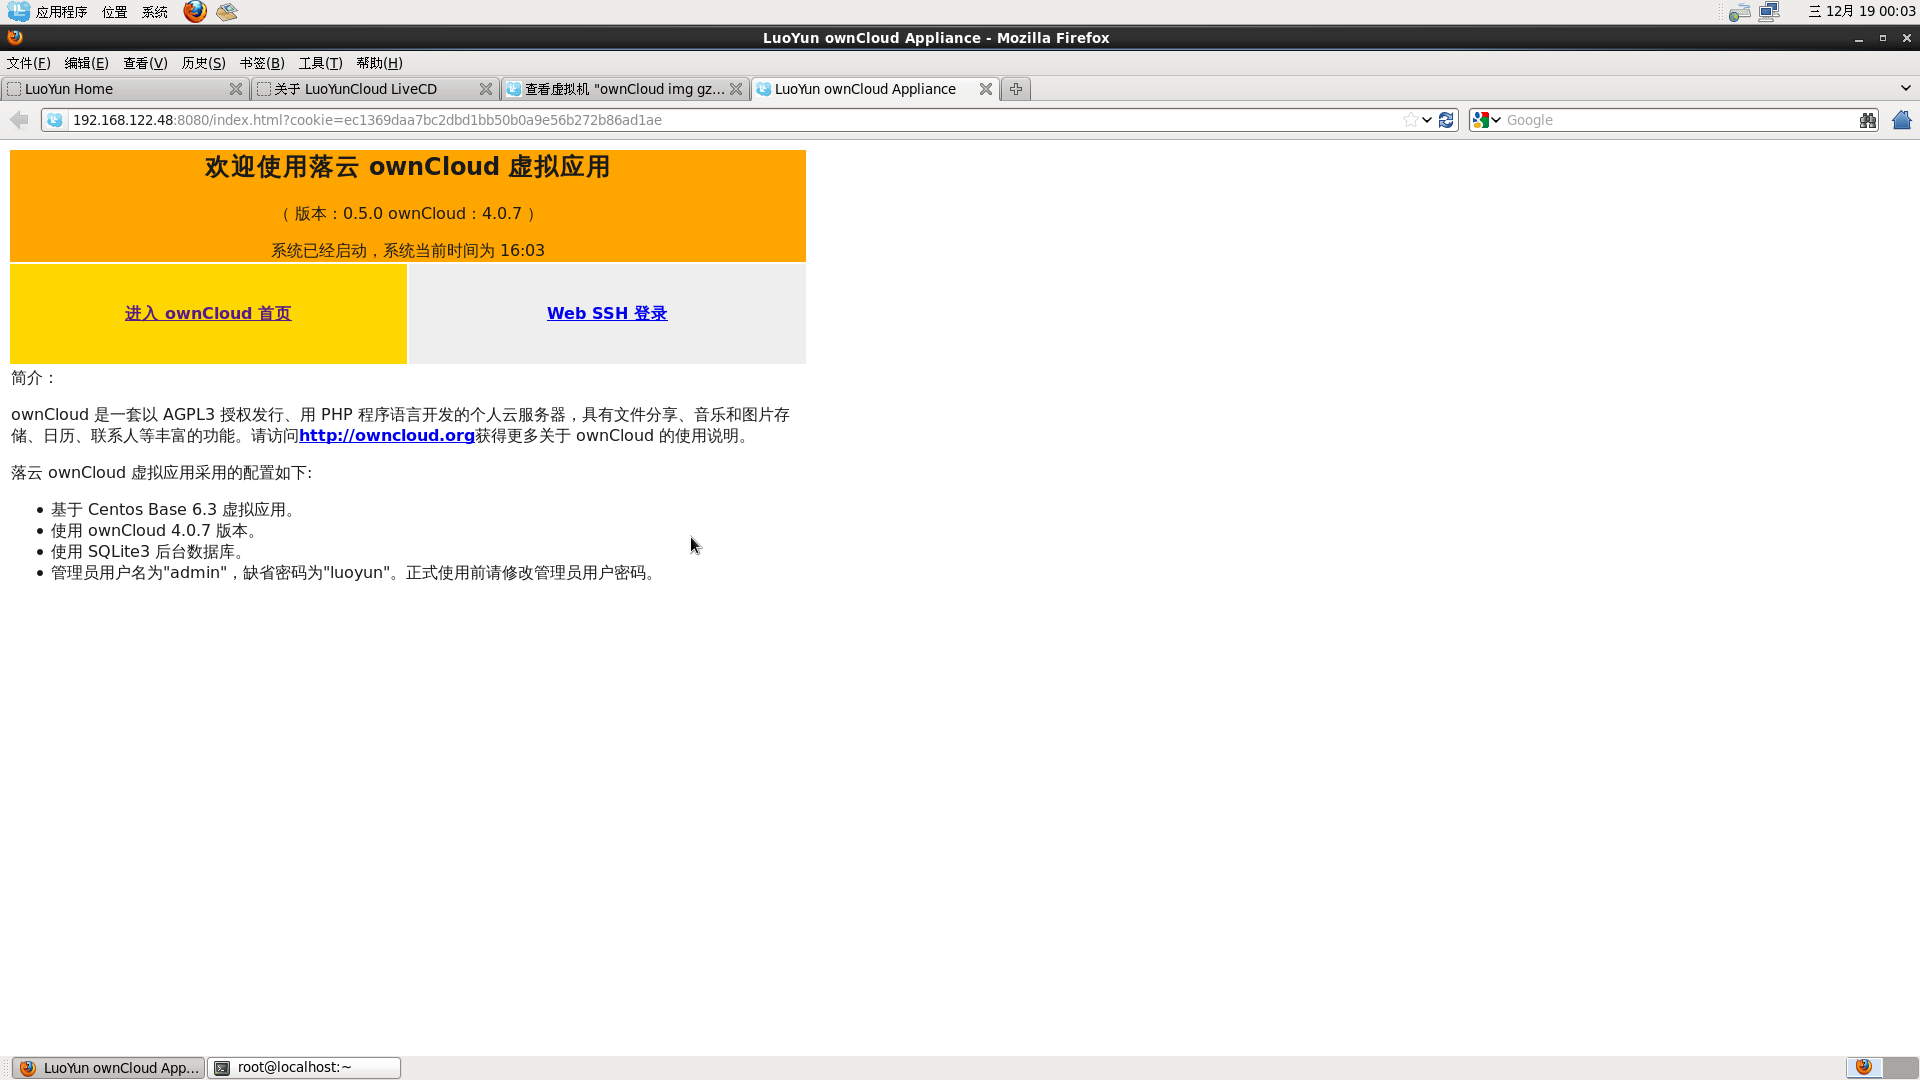 应用程序 位置 系统 三 12月 19 00:03
LuoYun ownCloud Appliance - Mozilla Firefox
文件(F) 编辑(E) 查看(V) 历史(S) 书签(B) 工具(T) 帮助(H)
LuoYun Home 关于 LuoYunCloud LiveCD 查看虚拟机 "ownCloud img gz... LuoYun ownCloud Appliance
192.168.122.48:8080/index.html?cookie=ec1369daa7bc2dbd1bb50b0a9e56b272b86ad1ae Google
欢迎使用落云 ownCloud 虚拟应用
（ 版本：0.5.0 ownCloud：4.0.7 ）
系统已经启动，系统当前时间为 16:03
进入 ownCloud 首页 Web SSH 登录
简介：
ownCloud 是一套以 AGPL3 授权发行、用 PHP 程序语言开发的个人云服务器，具有文件分享、音乐和图片存
储、日历、联系人等丰富的功能。请访问http://owncloud.org获得更多关于 ownCloud 的使用说明。
落云 ownCloud 虚拟应用采用的配置如下:
• 基于 Centos Base 6.3 虚拟应用。
• 使用 ownCloud 4.0.7 版本。
• 使用 SQLite3 后台数据库。
• 管理员用户名为"admin"，缺省密码为"luoyun"。正式使用前请修改管理员用户密码。
LuoYun ownCloud App... root@localhost:~